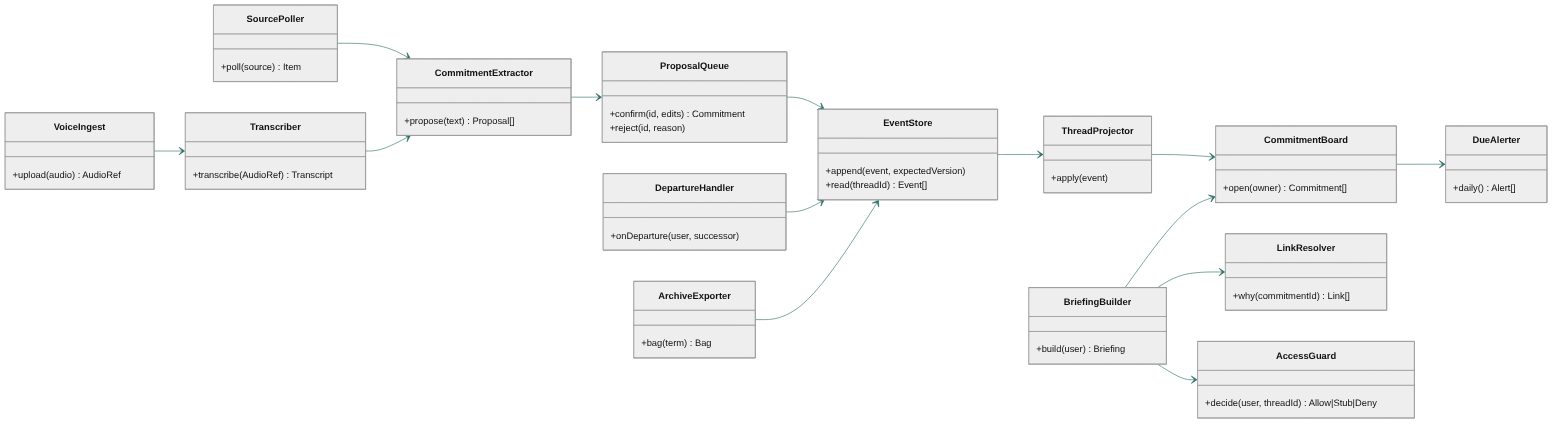 SourcePoller
+poll(source) : Item
VoiceIngest
+upload(audio) : AudioRef
Transcriber
+transcribe(AudioRef) : Transcript
CommitmentExtractor
+propose(text) : Proposal[]
ProposalQueue
+confirm(id, edits) : Commitment
+reject(id, reason)
DepartureHandler
+onDeparture(user, successor)
ArchiveExporter
+bag(term) : Bag
EventStore
+append(event, expectedVersion)
+read(threadId) : Event[]
ThreadProjector
+apply(event)
BriefingBuilder
+build(user) : Briefing
CommitmentBoard
+open(owner) : Commitment[]
LinkResolver
+why(commitmentId) : Link[]
AccessGuard
+decide(user, threadId) : Allow|Stub|Deny
DueAlerter
+daily() : Alert[]